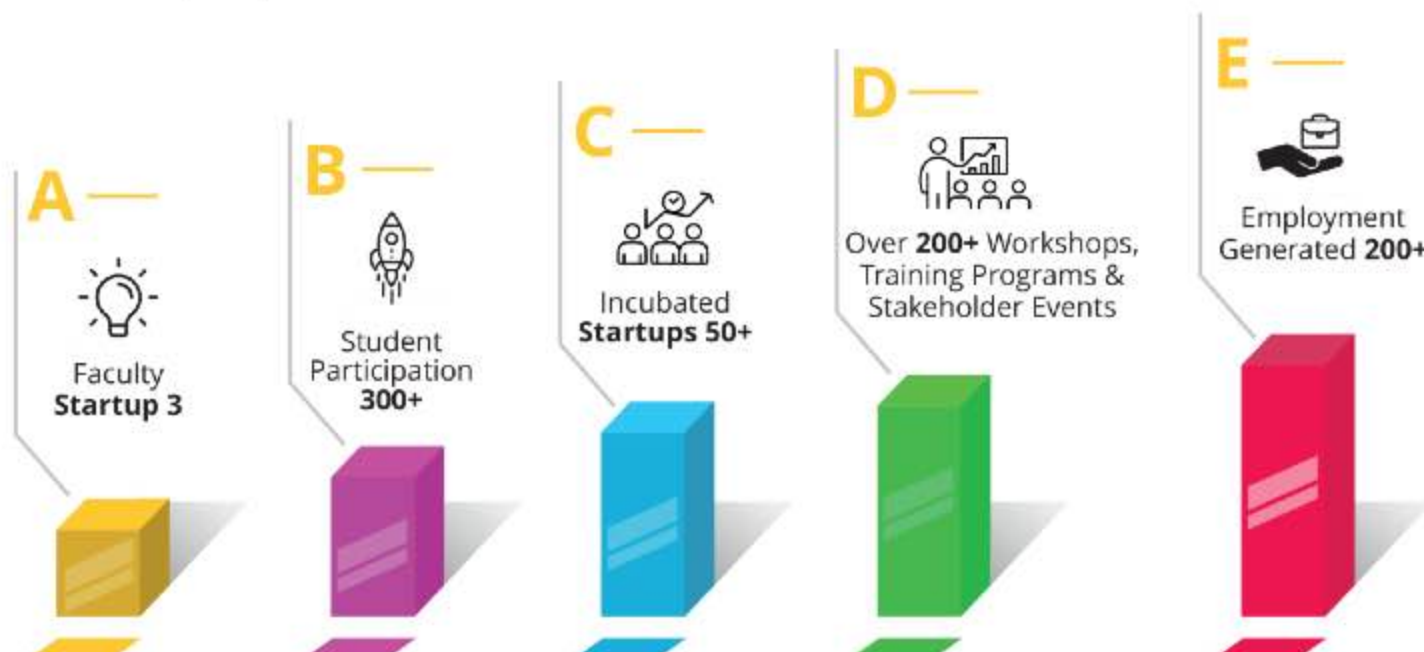 A
Faculty
Startup 3
B
Student
Participation
300+
C
Incubated
Startups 50+
D
Over 200+ Workshops,
Training Programs &
Stakeholder Events
E
Employment
Generated 200+